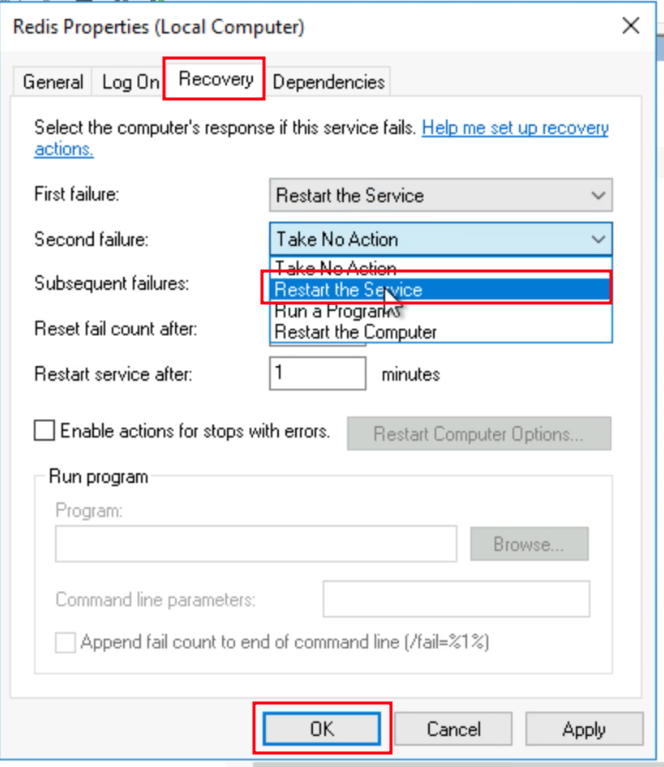 Redis Properties (Local Computer)
General Log On Recovery Dependencies
Select the computer's response if this service fails. Help me set up recovery
actions.
First failure: Restart the Service
Second failure: Take No Action
Take No Action
Subsequent failures: Restart the Service
Run a Program
Reset fail count after: Restart the Computer
Restart service after: 1 minutes
Enable actions for stops with errors. Restart Computer Options...
Run program
Program:
Browse...
Command line parameters:
Append fail count to end of command line (/fail=%1%)
OK Cancel Apply